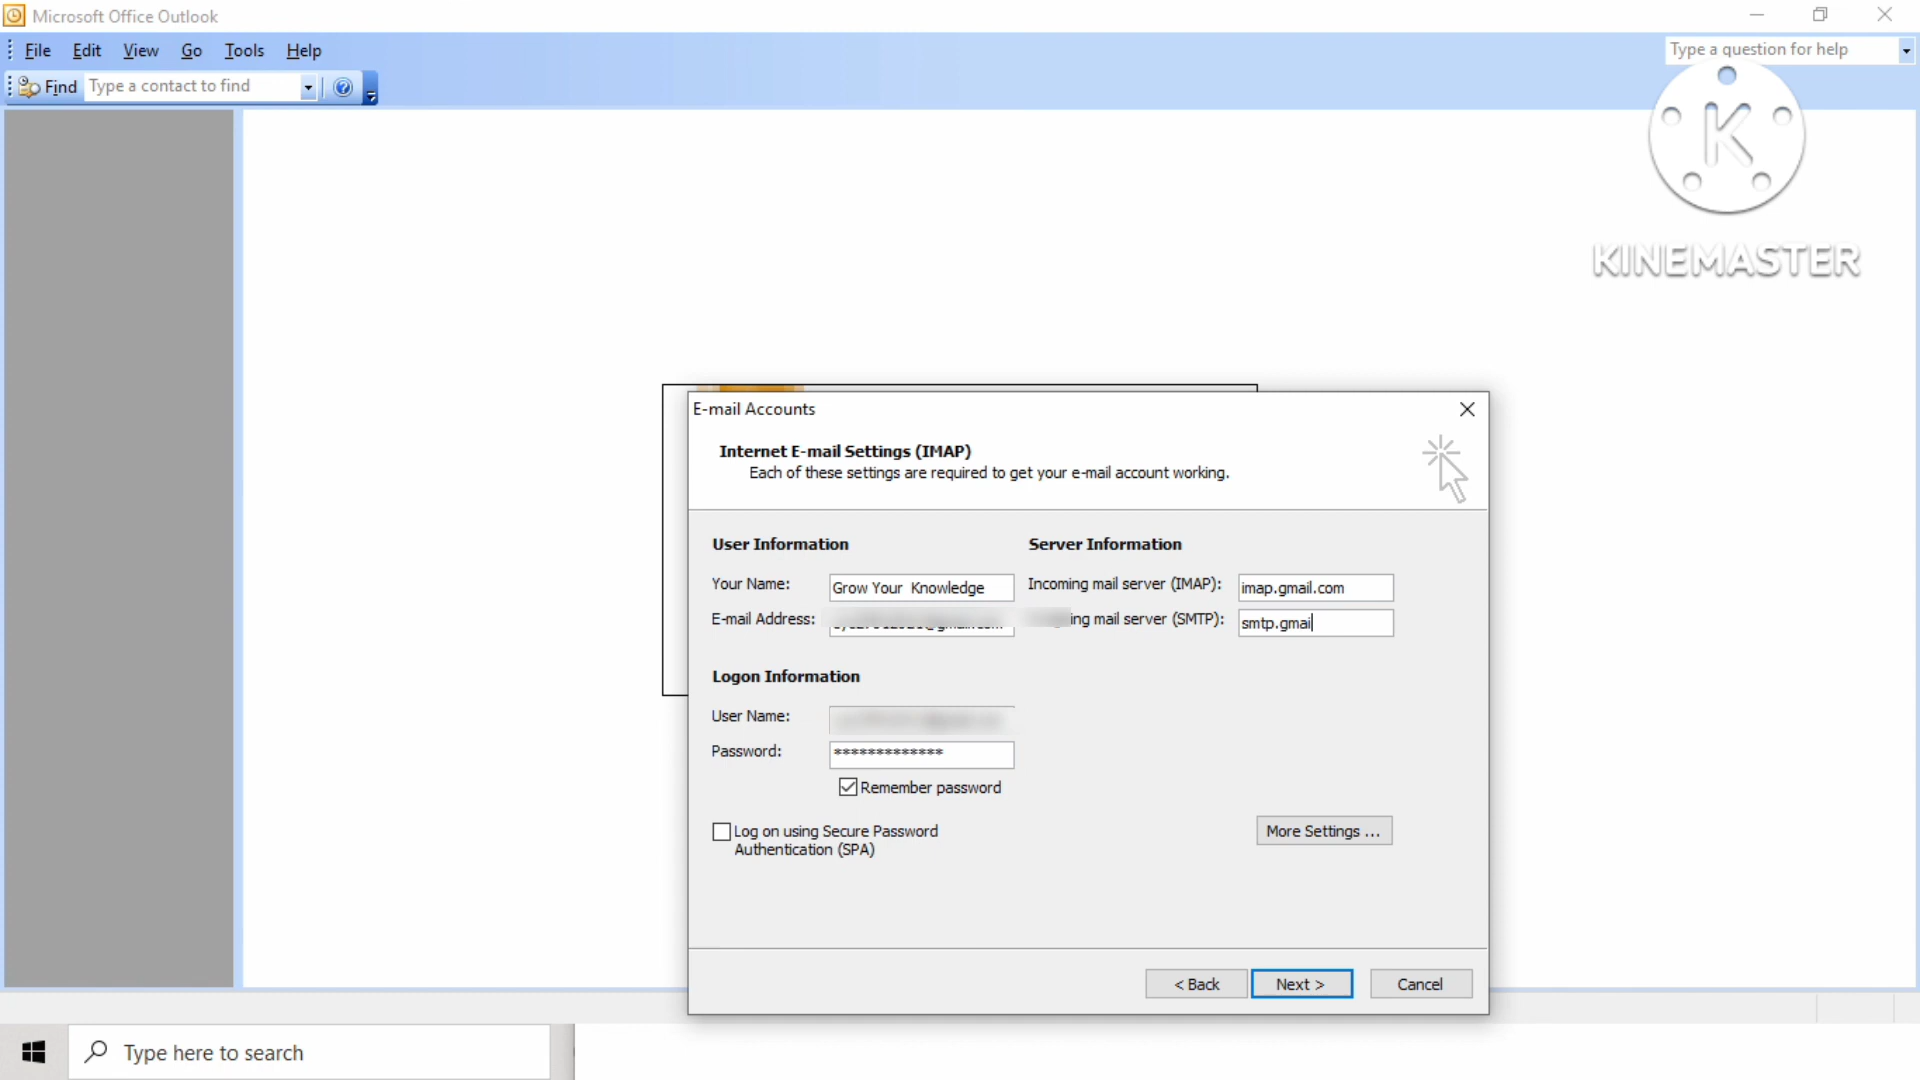 Microsoft Office Outlook
File Edit View Go Tools Help
Type a question for help
Find Type a contact to find
K
KINEMASTER
E-mail Accounts
Internet E-mail Settings (IMAP)
Each of these settings are required to get your e-mail account working.
User Information Server Information
Your Name: Grow Your Knowledge Incoming mail server (IMAP): imap.gmail.com
E-mail Address: ing mail server (SMTP): smtp.gmai
Logon Information
User Name:
Password: *************
Remember password
Log on using Secure Password
Authentication (SPA)
More Settings ...
< Back Next > Cancel
Type here to search